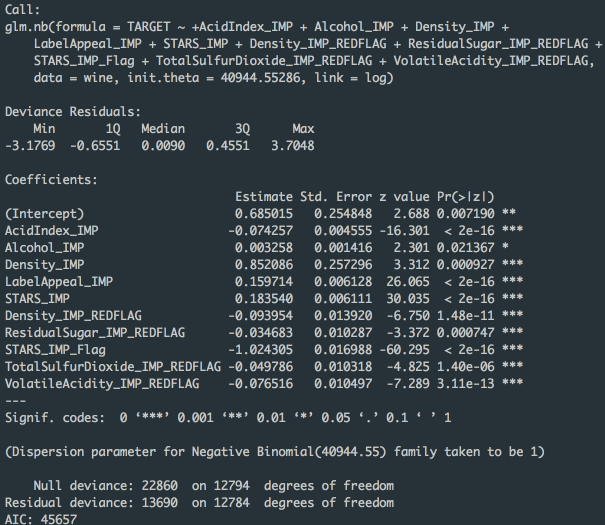 Call:
glm.nb(formula = TARGET ~ +AcidIndex_IMP + Alcohol_IMP + Density_IMP +
    LabelAppeal_IMP + STARS_IMP + Density_IMP_REDFLAG + ResidualSugar_IMP_REDFLAG +
    STARS_IMP_Flag + TotalSulfurDioxide_IMP_REDFLAG + VolatileAcidity_IMP_REDFLAG,
    data = wine, init.theta = 40944.55286, link = log)

Deviance Residuals:
    Min       1Q   Median       3Q      Max
-3.1769  -0.6551   0.0090   0.4551   3.7048

Coefficients:
                                Estimate Std. Error z value Pr(>|z|)
(Intercept)                     0.685015   0.254848   2.688 0.007190 **
AcidIndex_IMP                  -0.074257   0.004555 -16.301  < 2e-16 ***
Alcohol_IMP                     0.003258   0.001416   2.301 0.021367 *
Density_IMP                     0.852086   0.257296   3.312 0.000927 ***
LabelAppeal_IMP                 0.159714   0.006128  26.065  < 2e-16 ***
STARS_IMP                       0.183540   0.006111  30.035  < 2e-16 ***
Density_IMP_REDFLAG            -0.093954   0.013920  -6.750 1.48e-11 ***
ResidualSugar_IMP_REDFLAG      -0.034683   0.010287  -3.372 0.000747 ***
STARS_IMP_Flag                 -1.024305   0.016988 -60.295  < 2e-16 ***
TotalSulfurDioxide_IMP_REDFLAG -0.049786   0.010318  -4.825 1.40e-06 ***
VolatileAcidity_IMP_REDFLAG    -0.076516   0.010497  -7.289 3.11e-13 ***
---
Signif. codes:  0 ‘***’ 0.001 ‘**’ 0.01 ‘*’ 0.05 ‘.’ 0.1 ‘ ’ 1

(Dispersion parameter for Negative Binomial(40944.55) family taken to be 1)

    Null deviance: 22860  on 12794  degrees of freedom
Residual deviance: 13690  on 12784  degrees of freedom
AIC: 45657